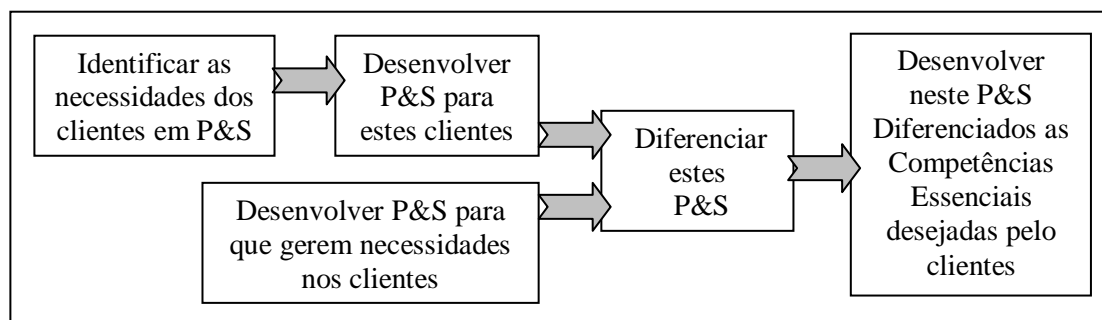 Identificar as
necessidades dos
clientes em P&S
Desenvolver
P&S para
estes clientes
Desenvolver P&S para
que gerem necessidades
nos clientes
Diferenciar
estes
P&S
Desenvolver
neste P&S
Diferenciados as
Competências
Essenciais
desejadas pelo
clientes